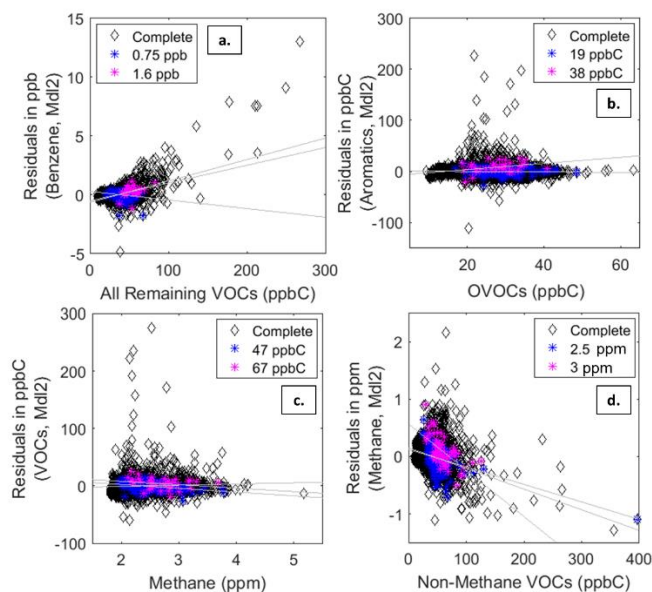 15
10
5
0
-5
Residuals in ppb
(Benzene, Mdl2)
Complete
0.75 ppb
1.6 ppb
a.
0 100 200 300
All Remaining VOCs (ppbC)
300
200
100
0
-100
Residuals in ppbC
(Aromatics, Mdl2)
Complete
19 ppbC
38 ppbC
b.
20 40 60
OVOCs (ppbC)
300
200
100
0
-100
Residuals in ppbC
(VOCs, Mdl2)
Complete
47 ppbC
67 ppbC
c.
2 3 4 5
Methane (ppm)
2
1
0
-1
Residuals in ppm
(Methane, Mdl2)
Complete
2.5 ppm
3 ppm
d.
0 100 200 300 400
Non-Methane VOCs (ppbC)